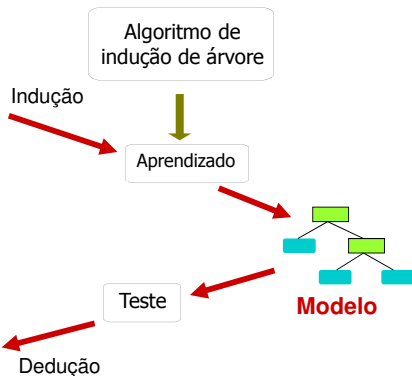 Algoritmo de
indução de árvore
Indução
Aprendizado
Modelo
Teste
Dedução